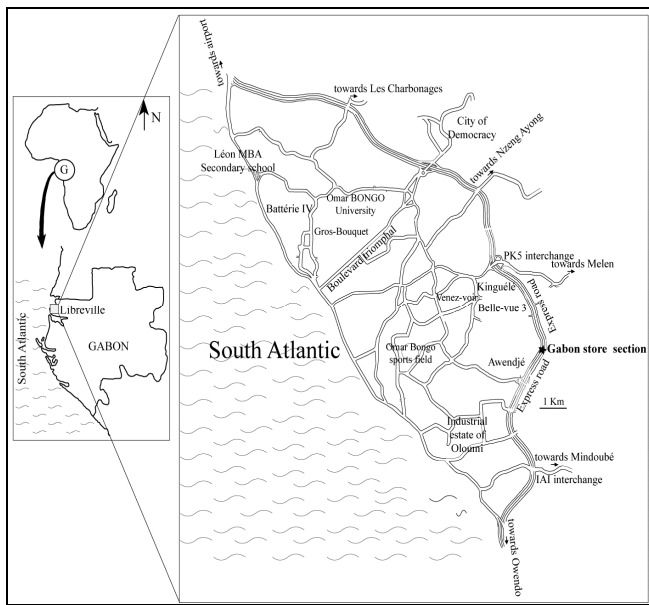 towards airport
towards Les Charbonages
City of
Democracy
towards Nzeng Ayong
Léon MBA
Secondary school
Omar BONGO
University
Battérie IV
Gros-Bouquet
Boulevard triomphal
PK5 interchange
towards Melen
Kinguélé
Venez-voir
Belle-vue 3
Express road
Gabon store section
South Atlantic
Omar Bongo
sports field
Awendjé
Express road
1 Km
Industrial
estate of
Oloumi
towards Mindoubé
IAI interchange
towards Owendo
N
G
Libreville
GABON
South Atlantic